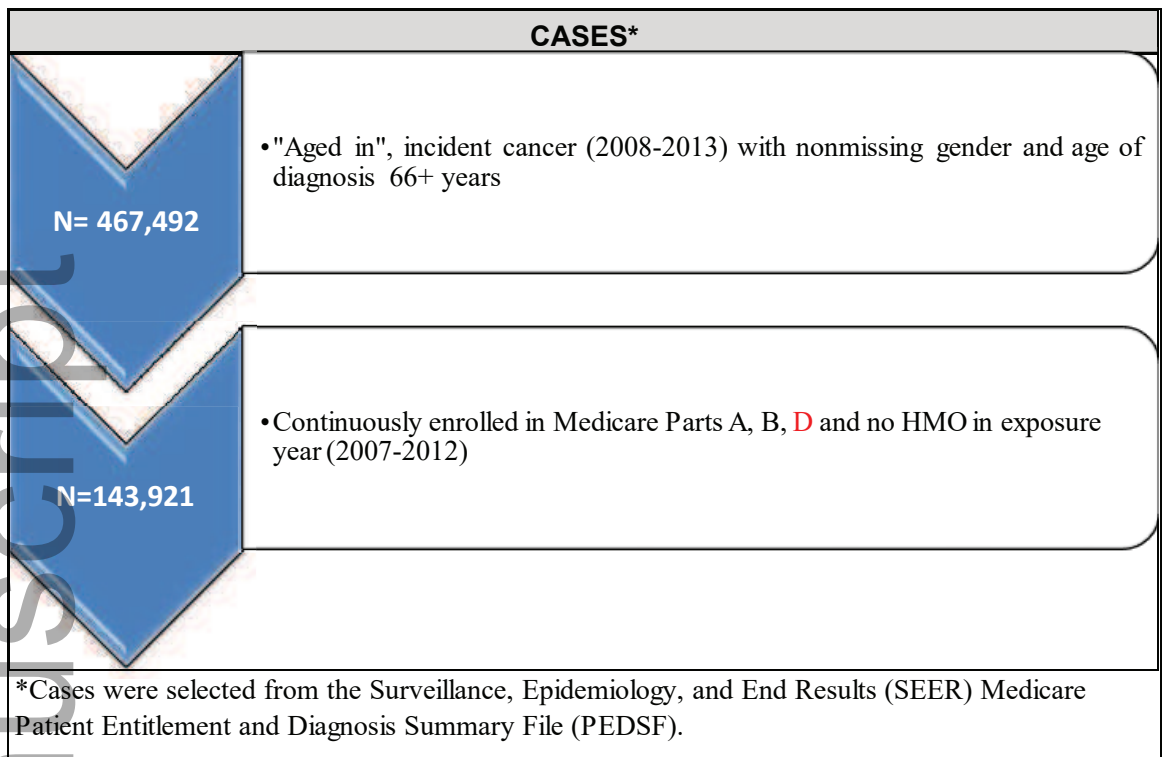 CASES*
•"Aged in", incident cancer (2008-2013) with nonmissing gender and age of
diagnosis 66+ years
N= 467,492
•Continuously enrolled in Medicare Parts A, B, D and no HMO in exposure
year (2007-2012)
N=143,921
*Cases were selected from the Surveillance, Epidemiology, and End Results (SEER) Medicare
Patient Entitlement and Diagnosis Summary File (PEDSF).
uscript